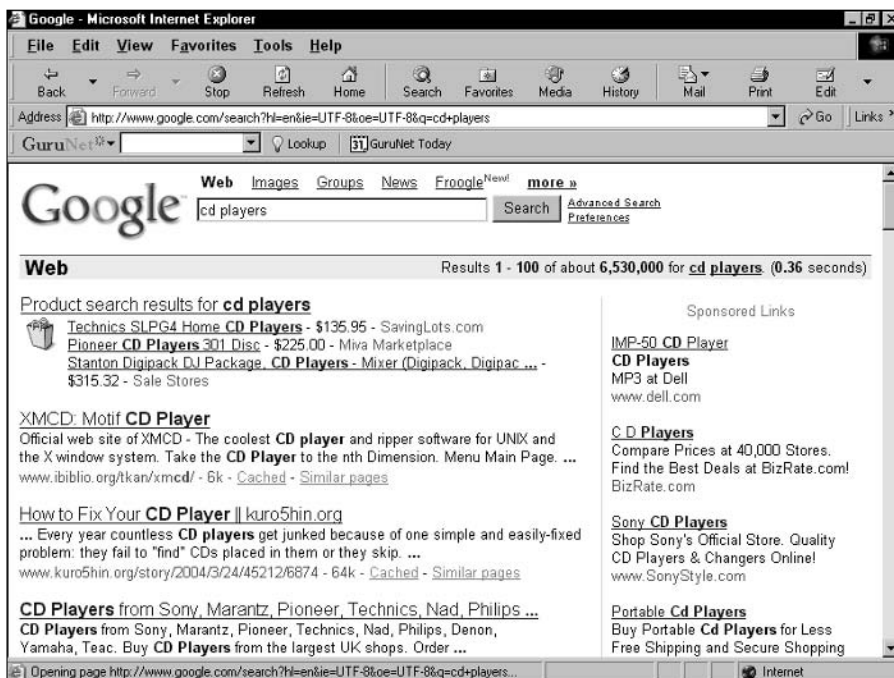 Google - Microsoft Internet Explorer
File Edit View Favorites Tools Help
Back Forward Stop Refresh Home Search Favorites Media History Mail Print Edit
Address http://www.google.com/search?hl=en&ie=UTF-8&oe=UTF-8&q=cd+players Go Links »
GuruNet Lookup 31 GuruNet Today
Web Images Groups News Froogle New! more »
Google™
cd players Search Advanced Search
Preferences
Web Results 1 - 100 of about 6,530,000 for cd players. (0.36 seconds)
Product search results for cd players
Technics SLPG4 Home CD Players - $135.95 - SavingLots.com
Pioneer CD Players 301 Disc - $225.00 - Miva Marketplace
Stanton Digipack DJ Package, CD Players - Mixer (Digipack, Digipac ... -
$315.32 - Sale Stores
XMCD: Motif CD Player
Official web site of XMCD - The coolest CD player and ripper software for UNIX and
the X window system. Take the CD Player to the nth Dimension. Menu Main Page. ...
www.ibiblio.org/tkan/xmcd/ - 6k - Cached - Similar pages
How to Fix Your CD Player || kuro5hin.org
... Every year countless CD players get junked because of one simple and easily-fixed
problem: they fail to "find" CDs placed in them or they skip. ...
www.kuro5hin.org/story/2004/3/24/45212/6874 - 64k - Cached - Similar pages
CD Players from Sony, Marantz, Pioneer, Technics, Nad, Philips ...
CD Players from Sony, Marantz, Pioneer, Technics, Nad, Philips, Denon,
Yamaha, Teac. Buy CD Players from the largest UK shops. Order ...
Sponsored Links
IMP-50 CD Player
CD Players
MP3 at Dell
www.dell.com
C D Players
Compare Prices at 40,000 Stores.
Find the Best Deals at BizRate.com!
BizRate.com
Sony CD Players
Shop Sony's Official Store. Quality
CD Players & Changers Online!
www.SonyStyle.com
Portable Cd Players
Buy Portable Cd Players for Less
Free Shipping and Secure Shopping
Opening page http://www.google.com/search?hl=en&ie=UTF-8&oe=UTF-8&q=cd+players... Internet